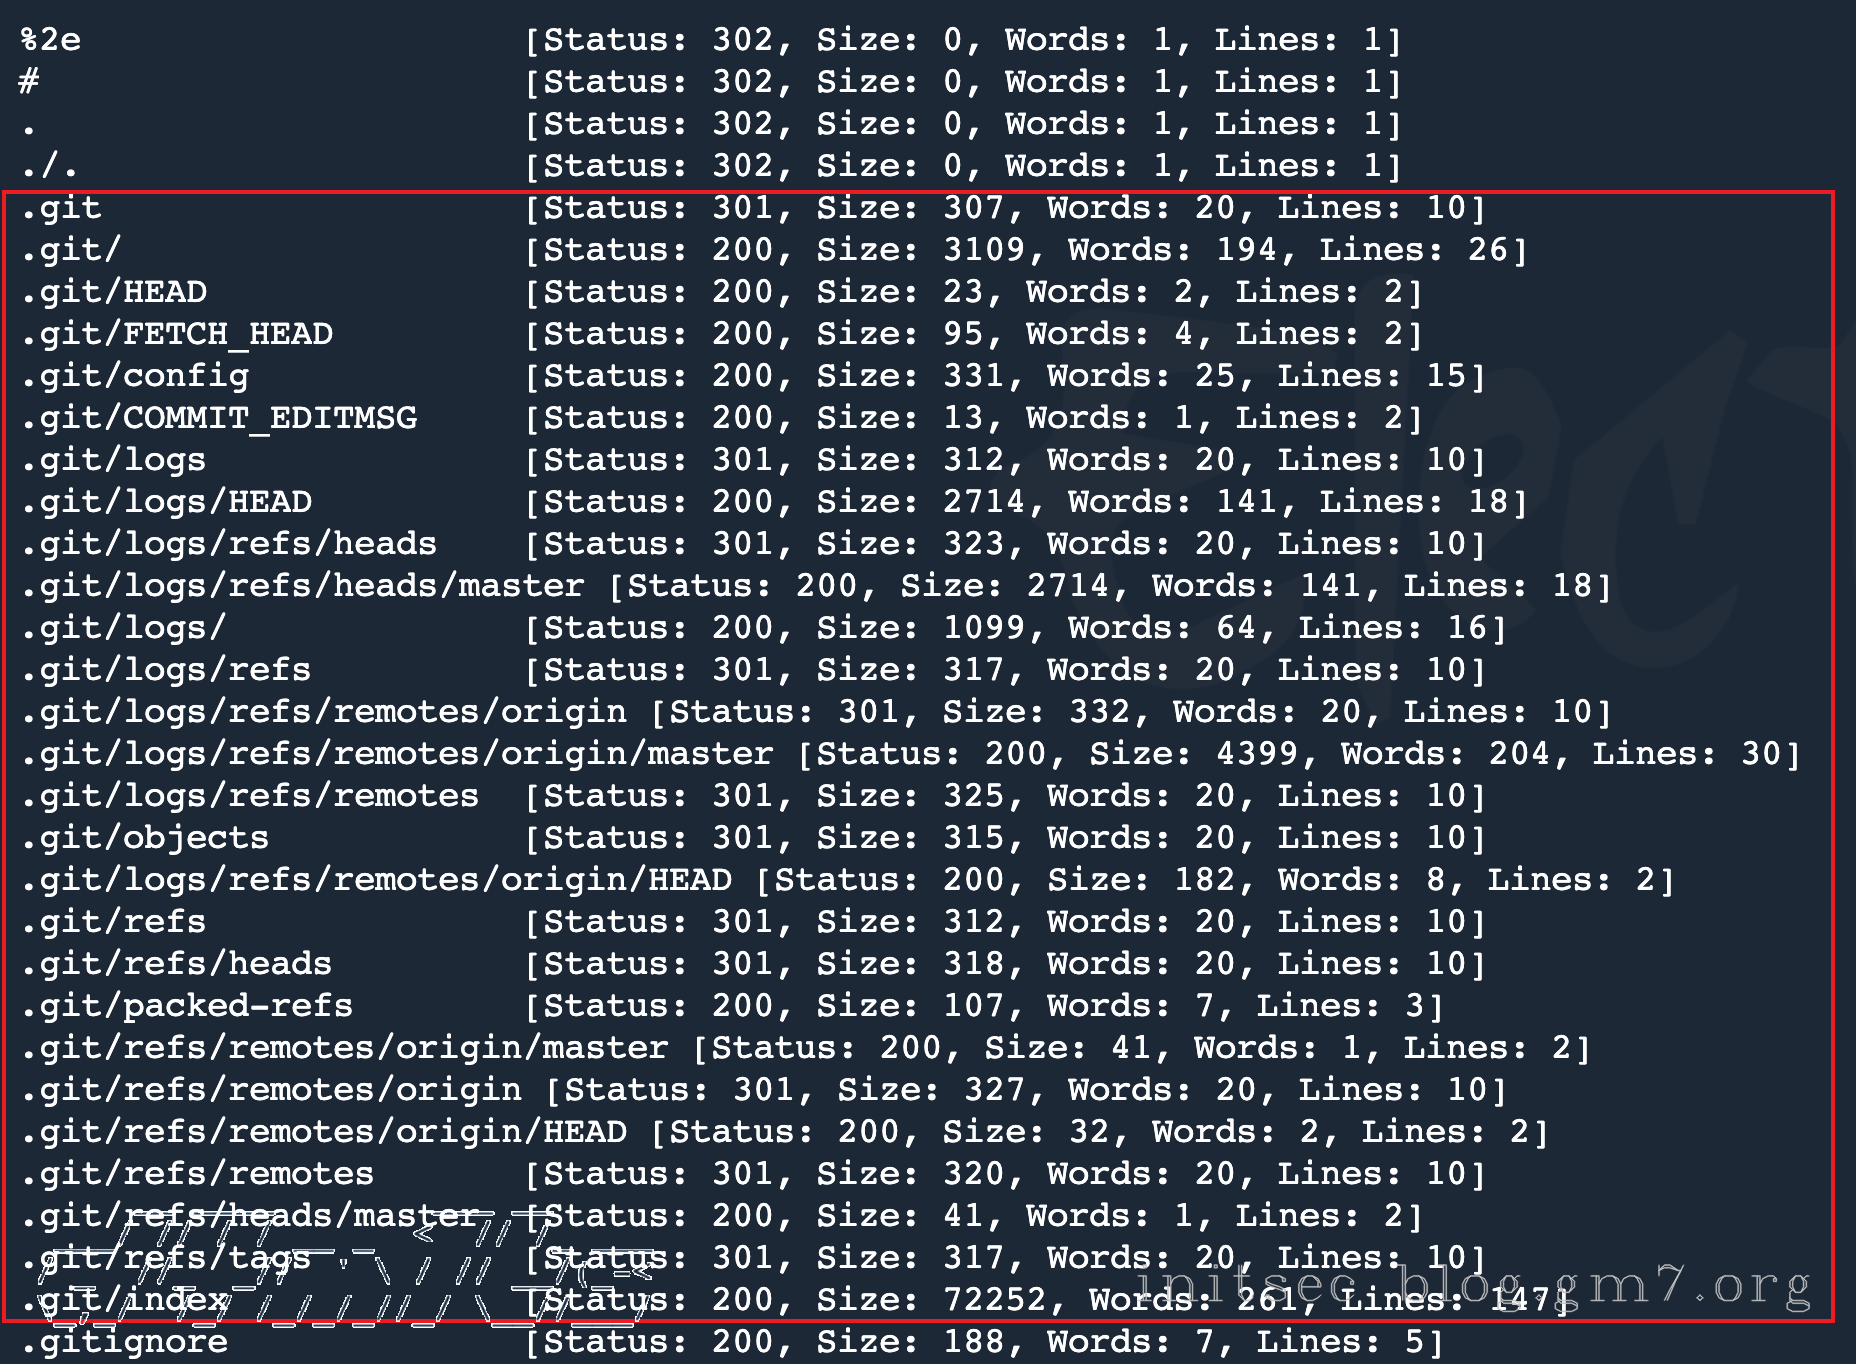 %2e [Status: 302, Size: 0, Words: 1, Lines: 1]
# [Status: 302, Size: 0, Words: 1, Lines: 1]
. [Status: 302, Size: 0, Words: 1, Lines: 1]
./. [Status: 302, Size: 0, Words: 1, Lines: 1]
.git [Status: 301, Size: 307, Words: 20, Lines: 10]
.git/ [Status: 200, Size: 3109, Words: 194, Lines: 26]
.git/HEAD [Status: 200, Size: 23, Words: 2, Lines: 2]
.git/FETCH_HEAD [Status: 200, Size: 95, Words: 4, Lines: 2]
.git/config [Status: 200, Size: 331, Words: 25, Lines: 15]
.git/COMMIT_EDITMSG [Status: 200, Size: 13, Words: 1, Lines: 2]
.git/logs [Status: 301, Size: 312, Words: 20, Lines: 10]
.git/logs/HEAD [Status: 200, Size: 2714, Words: 141, Lines: 18]
.git/logs/refs/heads [Status: 301, Size: 323, Words: 20, Lines: 10]
.git/logs/refs/heads/master [Status: 200, Size: 2714, Words: 141, Lines: 18]
.git/logs/ [Status: 200, Size: 1099, Words: 64, Lines: 16]
.git/logs/refs [Status: 301, Size: 317, Words: 20, Lines: 10]
.git/logs/refs/remotes/origin [Status: 301, Size: 332, Words: 20, Lines: 10]
.git/logs/refs/remotes/origin/master [Status: 200, Size: 4399, Words: 204, Lines: 30]
.git/logs/refs/remotes [Status: 301, Size: 325, Words: 20, Lines: 10]
.git/objects [Status: 301, Size: 315, Words: 20, Lines: 10]
.git/logs/refs/remotes/origin/HEAD [Status: 200, Size: 182, Words: 8, Lines: 2]
.git/refs [Status: 301, Size: 312, Words: 20, Lines: 10]
.git/refs/heads [Status: 301, Size: 318, Words: 20, Lines: 10]
.git/packed-refs [Status: 200, Size: 107, Words: 7, Lines: 3]
.git/refs/remotes/origin/master [Status: 200, Size: 41, Words: 1, Lines: 2]
.git/refs/remotes/origin [Status: 301, Size: 327, Words: 20, Lines: 10]
.git/refs/remotes/origin/HEAD [Status: 200, Size: 32, Words: 2, Lines: 2]
.git/refs/remotes [Status: 301, Size: 320, Words: 20, Lines: 10]
.git/refs/heads/master [Status: 200, Size: 41, Words: 1, Lines: 2]
.git/refs/tags [Status: 301, Size: 317, Words: 20, Lines: 10]
.git/index [Status: 200, Size: 72252, Words: 261, Lines: 147]
initsec.blog.gm7.org
.gitignore [Status: 200, Size: 188, Words: 7, Lines: 5]